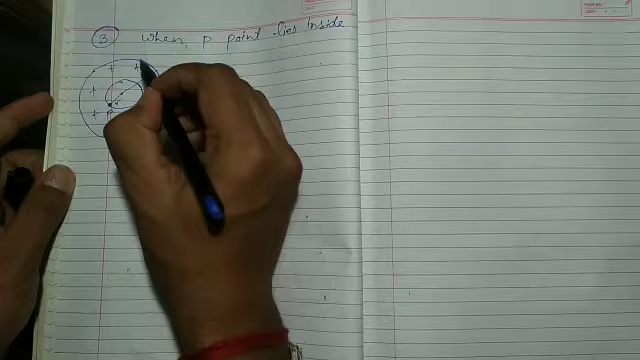 3 When, p point lies Inside
+ +
+
+ P r